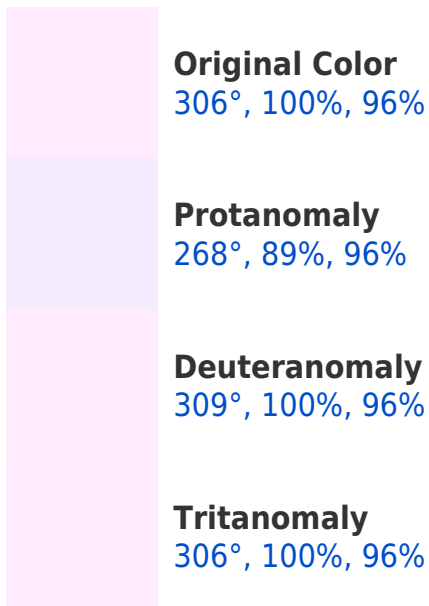 Original Color
306°, 100%, 96%
Protanomaly
268°, 89%, 96%
Deuteranomaly
309°, 100%, 96%
Tritanomaly
306°, 100%, 96%